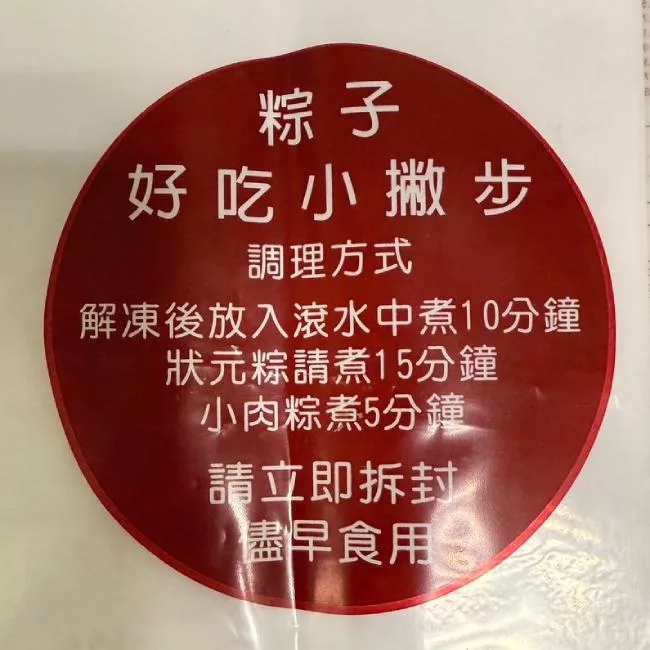 粽子
好吃小撇步
調理方式
解凍後放入滾水中煮10分鐘
狀元粽請煮15分鐘
小肉粽煮5分鐘
請立即拆封
儘早食用